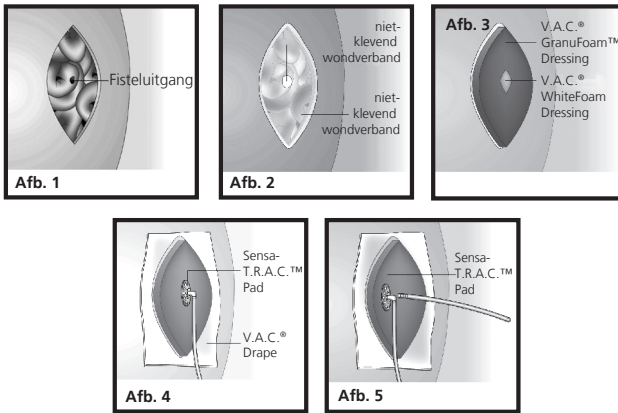 Fisteluitgang
Afb. 1
niet-
klevend
wondverband
niet-
klevend
wondverband
Afb. 2
Afb. 3
V.A.C.®
GranuFoam™
Dressing
V.A.C.®
WhiteFoam
Dressing
Sensa-
T.R.A.C.™
Pad
V.A.C.®
Drape
Afb. 4
Sensa-
T.R.A.C.™
Pad
Afb. 5